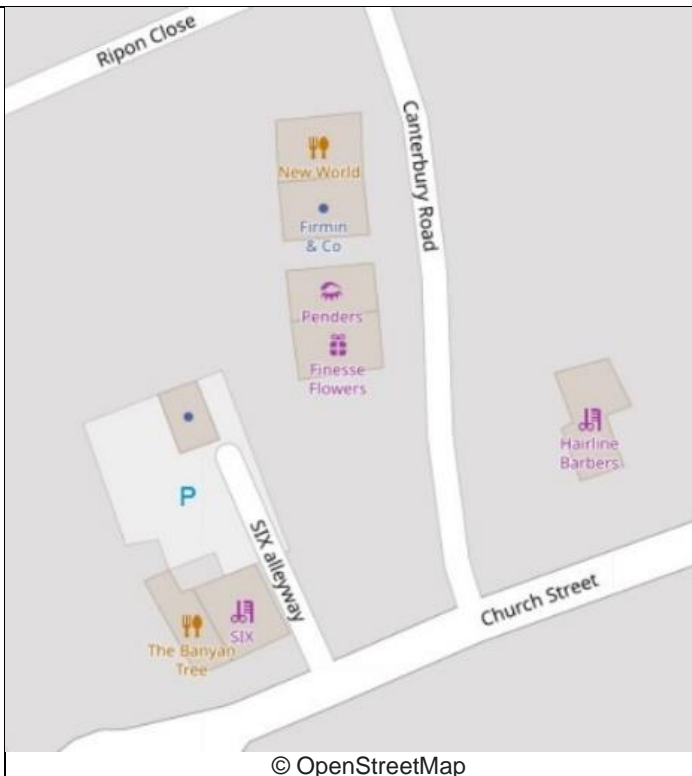 Ripon Close
Canterbury Road
New World
Firmin
& Co
Penders
Finesse
Flowers
Hairline
Barbers
P
SIX alleyway
Church Street
SIX
The Banyan
Tree
© OpenStreetMap